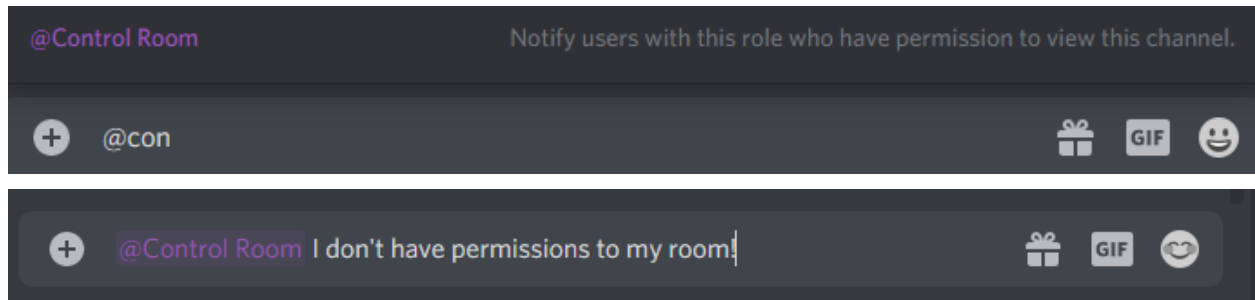 @Control Room Notify users with this role who have permission to view this channel.
@con GIF
@Control Room I don't have permissions to my room! GIF